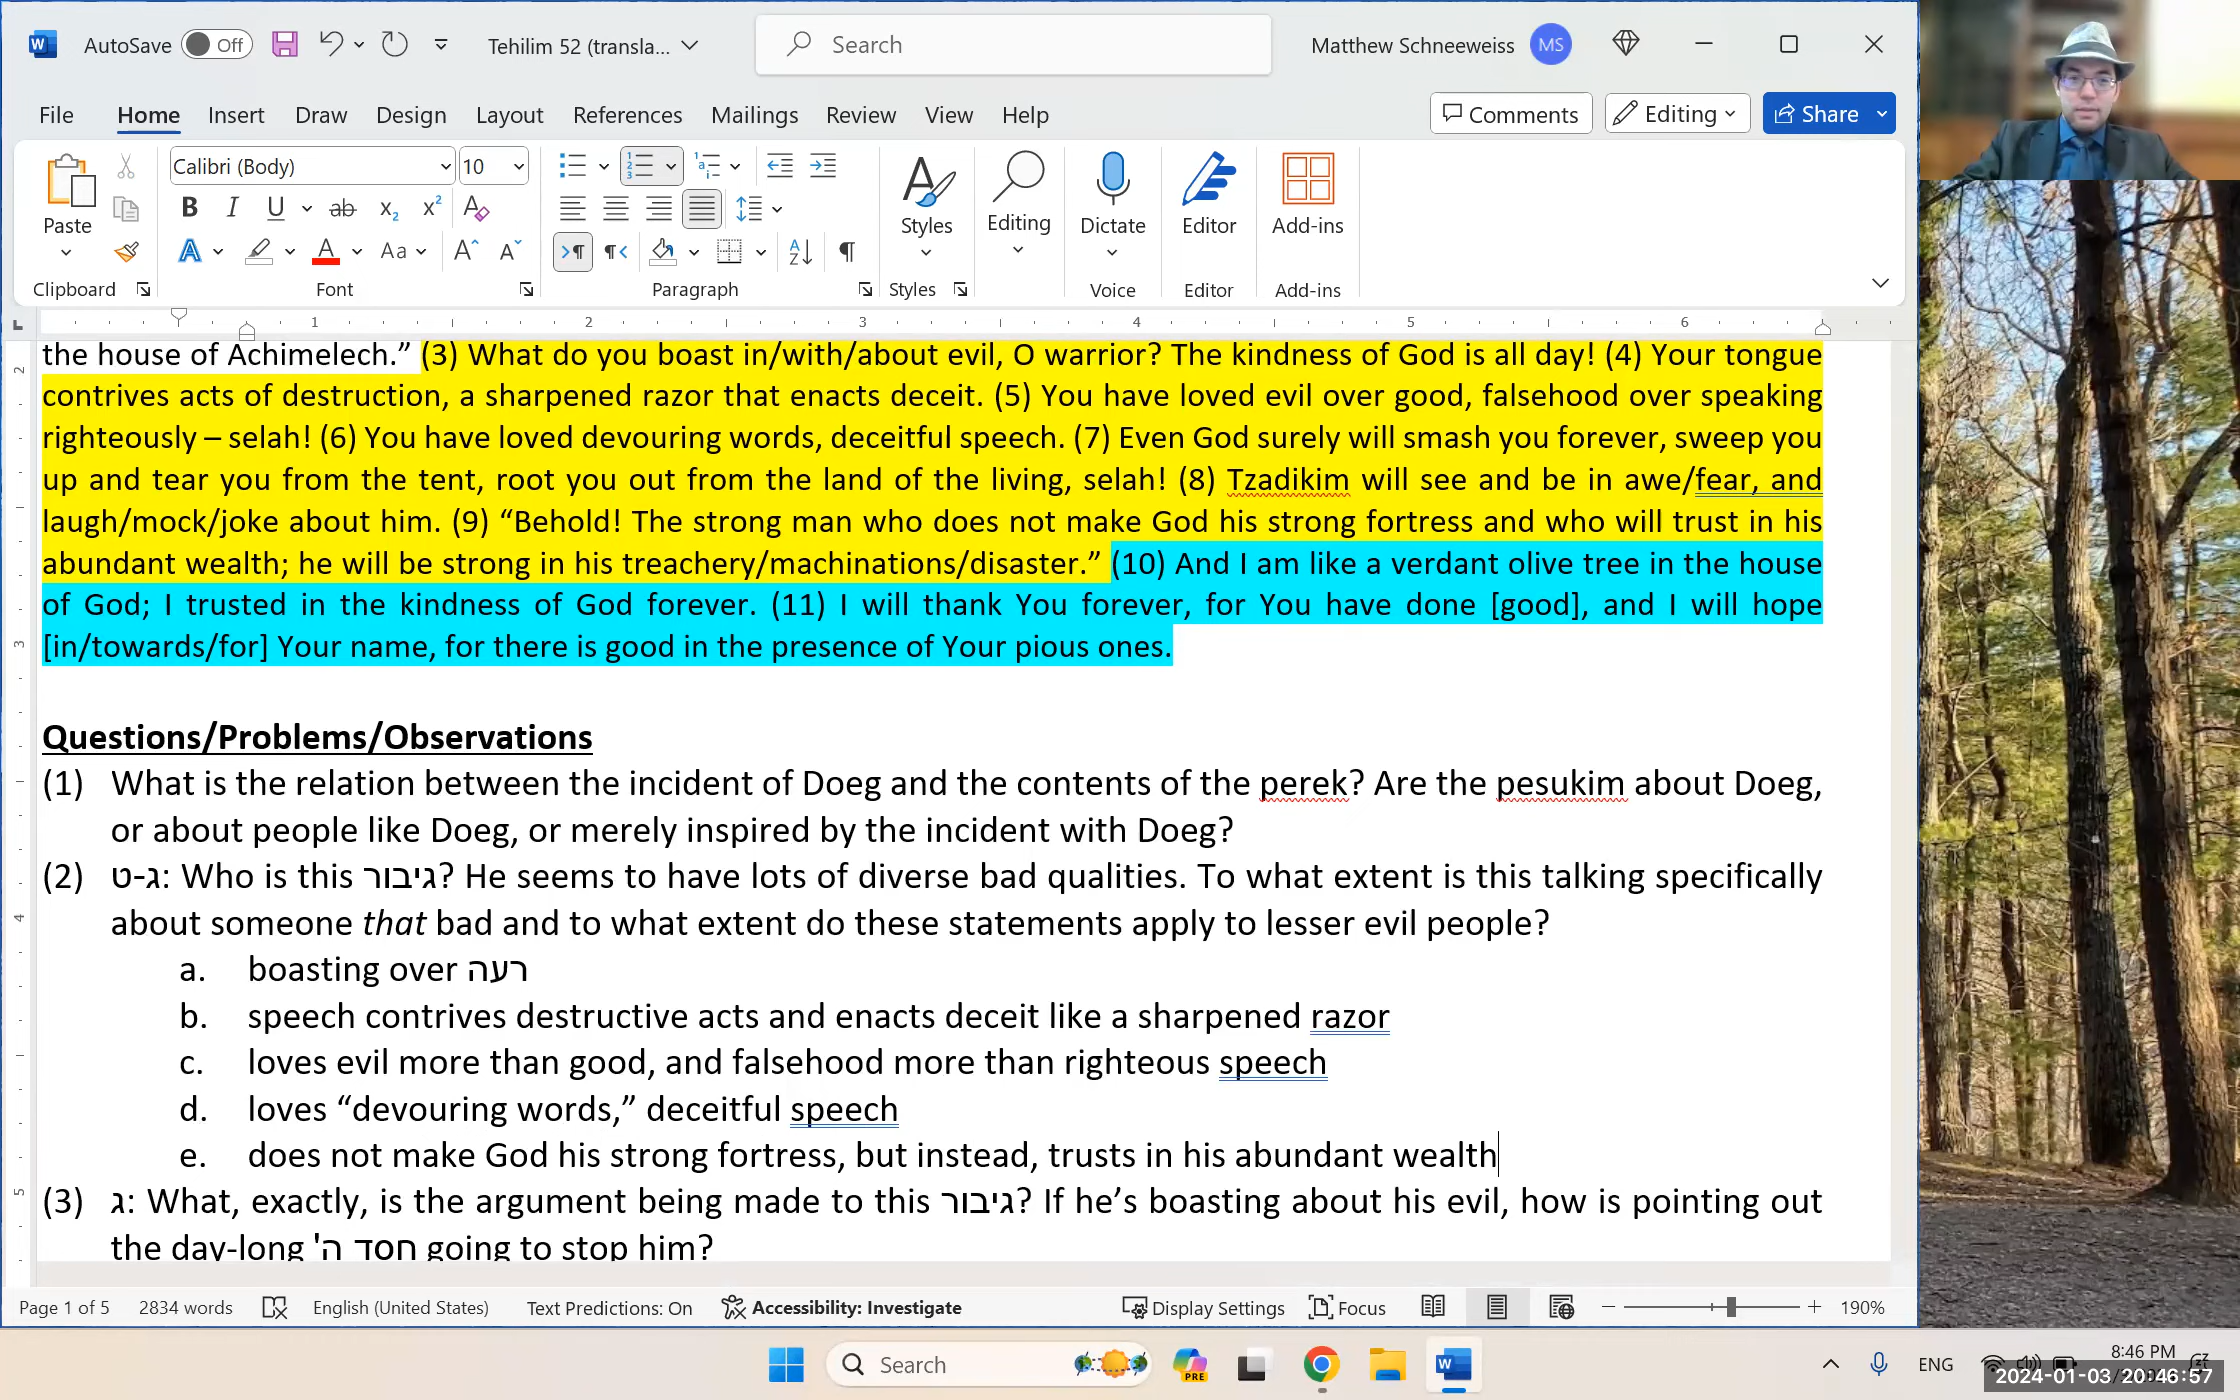 AutoSave Off Tehilim 52 (transla... Search Matthew Schneeweiss MS
File Home Insert Draw Design Layout References Mailings Review View Help Comments Editing Share
Calibri (Body) 10
Paste
B I U ab x₂ x² A
A A Aa A A
Styles Editing Dictate Editor Add-ins
Clipboard Font Paragraph Styles Voice Editor Add-ins
1 2 3 4 5 6
the house of Achimelech.” (3) What do you boast in/with/about evil, O warrior? The kindness of God is all day! (4) Your tongue
contrives acts of destruction, a sharpened razor that enacts deceit. (5) You have loved evil over good, falsehood over speaking
righteously – selah! (6) You have loved devouring words, deceitful speech. (7) Even God surely will smash you forever, sweep you
up and tear you from the tent, root you out from the land of the living, selah! (8) Tzadikim will see and be in awe/fear, and
laugh/mock/joke about him. (9) “Behold! The strong man who does not make God his strong fortress and who will trust in his
abundant wealth; he will be strong in his treachery/machinations/disaster.” (10) And I am like a verdant olive tree in the house
of God; I trusted in the kindness of God forever. (11) I will thank You forever, for You have done [good], and I will hope
[in/towards/for] Your name, for there is good in the presence of Your pious ones.
Questions/Problems/Observations
(1) What is the relation between the incident of Doeg and the contents of the perek? Are the pesukim about Doeg,
or about people like Doeg, or merely inspired by the incident with Doeg?
(2) ג-ט: Who is this גיבור? He seems to have lots of diverse bad qualities. To what extent is this talking specifically
about someone that bad and to what extent do these statements apply to lesser evil people?
a. boasting over רעה
b. speech contrives destructive acts and enacts deceit like a sharpened razor
c. loves evil more than good, and falsehood more than righteous speech
d. loves “devouring words,” deceitful speech
e. does not make God his strong fortress, but instead, trusts in his abundant wealth
(3) ג: What, exactly, is the argument being made to this גיבור? If he’s boasting about his evil, how is pointing out
the day-long חסד ה' going to stop him?
Page 1 of 5 2834 words English (United States) Text Predictions: On Accessibility: Investigate Display Settings Focus 190%
Search PRE ENG 8:46 PM
2024-01-03 20:46:57